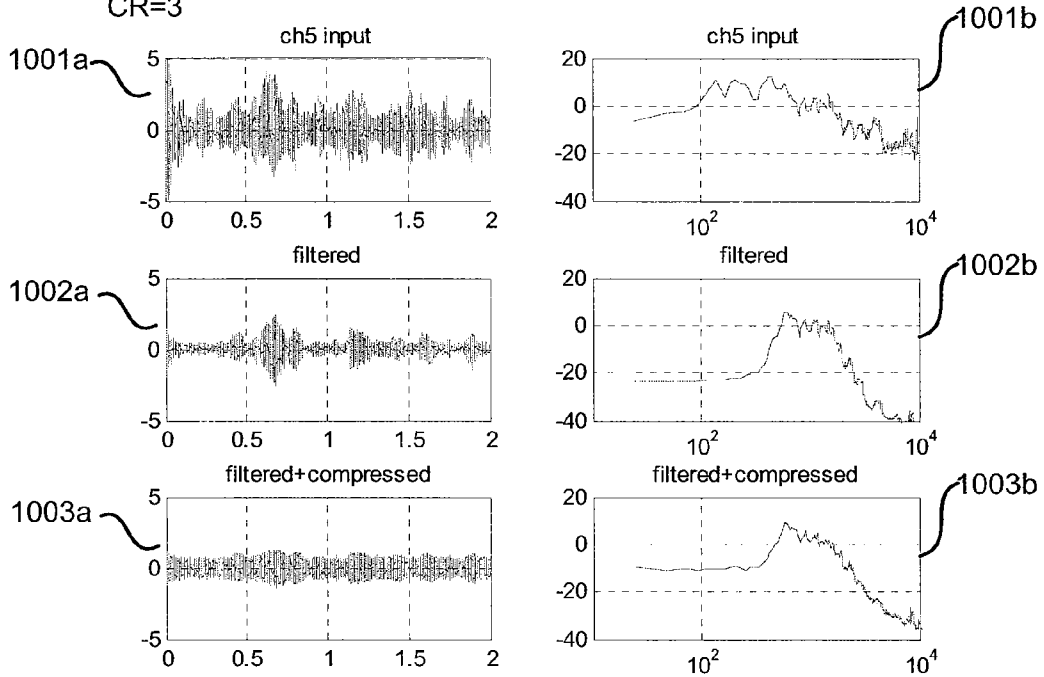 CR=3
1001a
ch5 input
5
0
-5
0 0.5 1 1.5 2
ch5 input
1001b
20
0
-20
-40
10^2 10^4
1002a
filtered
5
0
-5
0 0.5 1 1.5 2
filtered
1002b
20
0
-20
-40
10^2 10^4
1003a
filtered+compressed
5
0
-5
0 0.5 1 1.5 2
filtered+compressed
1003b
20
0
-20
-40
10^2 10^4